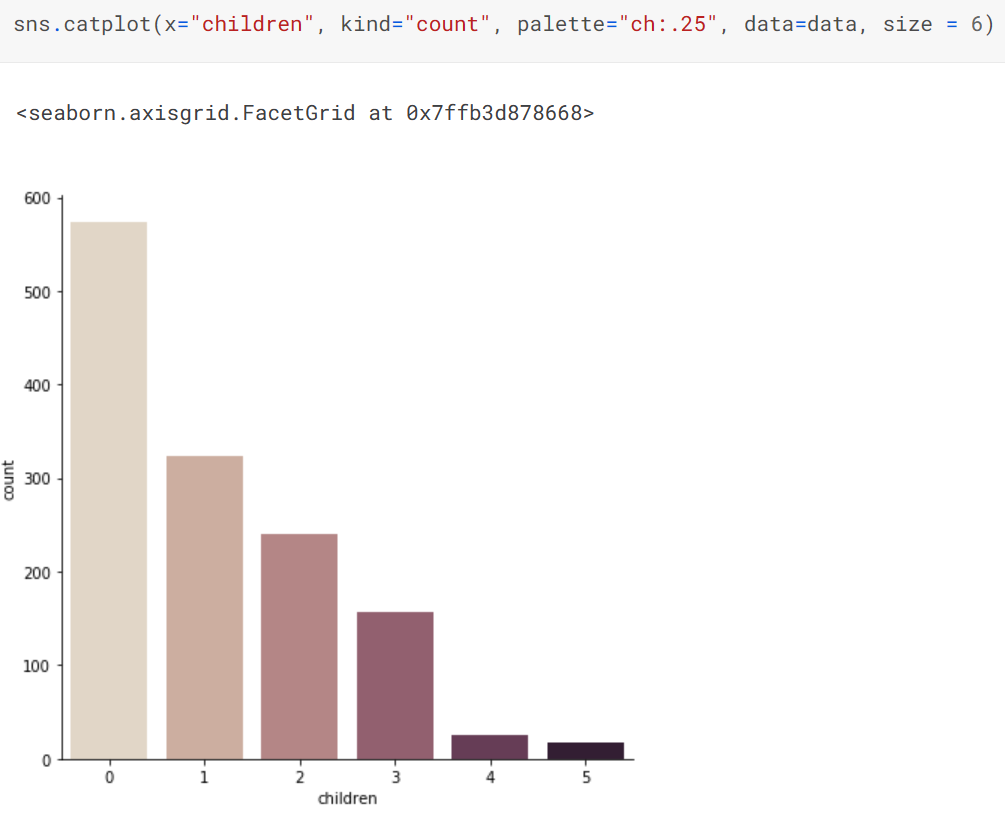 sns.catplot(x="children", kind="count", palette="ch:.25", data=data, size = 6)
<seaborn.axisgrid.FacetGrid at 0x7ffb3d878668>
600
500
400
300
200
100
0
count
0 1 2 3 4 5
children